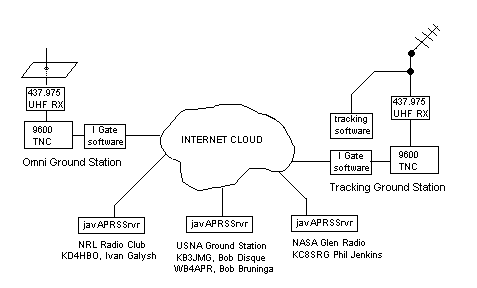 437.975
UHF RX
9600
TNC
I Gate
software
Omni Ground Station
INTERNET CLOUD
tracking
software
437.975
UHF RX
I Gate
software
9600
TNC
Tracking Ground Station
javAPRSSrvr
NRL Radio Club
KD4HBO, Ivan Galysh
javAPRSSrvr
USNA Ground Station
KB3JMG, Bob Disque
WB4APR, Bob Bruninga
javAPRSSrvr
NASA Glen Radio
KC8SRG Phil Jenkins